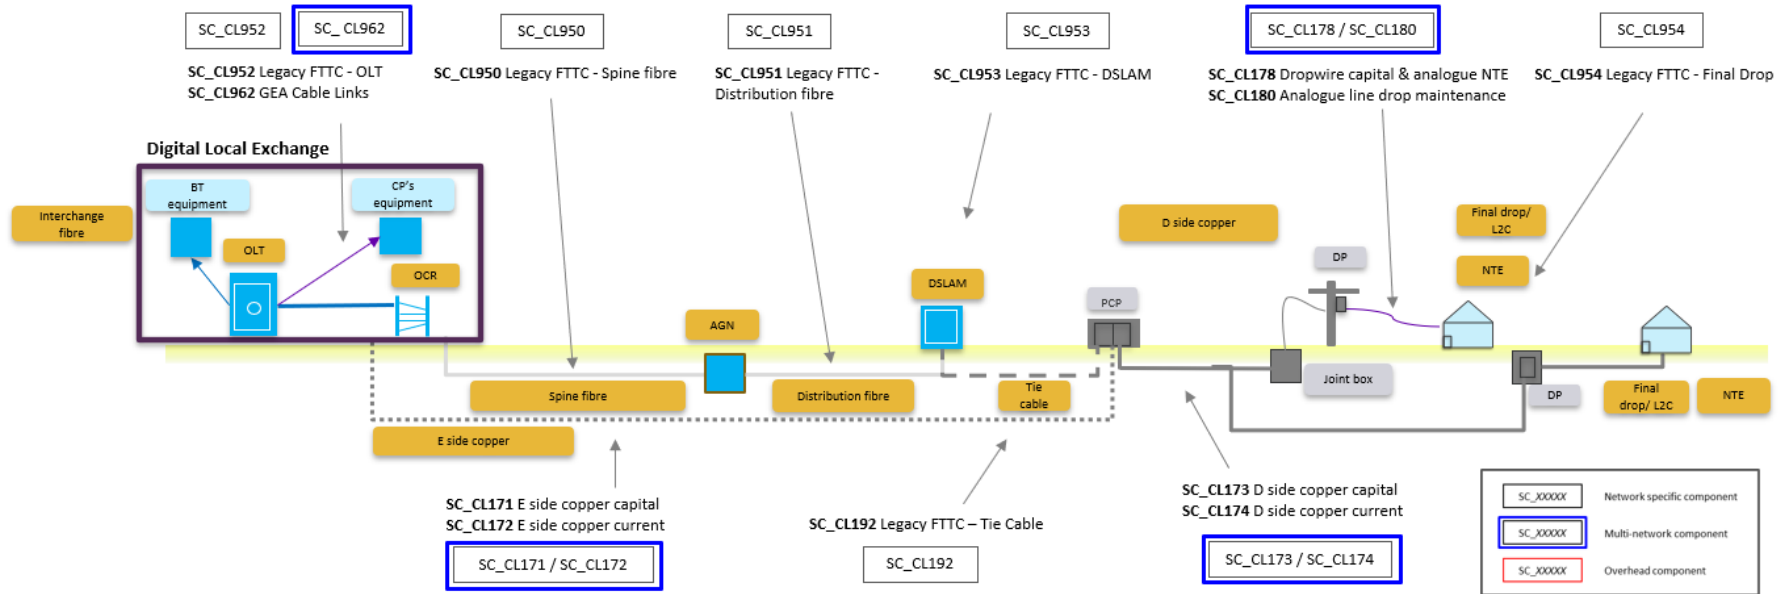 SC_CL952
SC_ CL962
SC_CL950
SC_CL951
SC_CL953
SC_CL178 / SC_CL180
SC_CL954
SC_CL952 Legacy FTTC - OLT
SC_CL962 GEA Cable Links
SC_CL950 Legacy FTTC - Spine fibre
SC_CL951 Legacy FTTC -
Distribution fibre
SC_CL953 Legacy FTTC - DSLAM
SC_CL178 Dropwire capital & analogue NTE
SC_CL180 Analogue line drop maintenance
SC_CL954 Legacy FTTC - Final Drop
Digital Local Exchange
Interchange
fibre
BT
equipment
CP's
equipment
OLT
OCR
AGN
DSLAM
PCP
D side copper
DP
Final drop/
L2C
NTE
Spine fibre
Distribution fibre
Tie
cable
Joint box
DP
Final
drop/ L2C
NTE
E side copper
SC_CL171 E side copper capital
SC_CL172 E side copper current
SC_CL171 / SC_CL172
SC_CL192 Legacy FTTC – Tie Cable
SC_CL192
SC_CL173 D side copper capital
SC_CL174 D side copper current
SC_CL173 / SC_CL174
SC_XXXXX Network specific component
SC_XXXXX Multi-network component
SC_XXXXX Overhead component